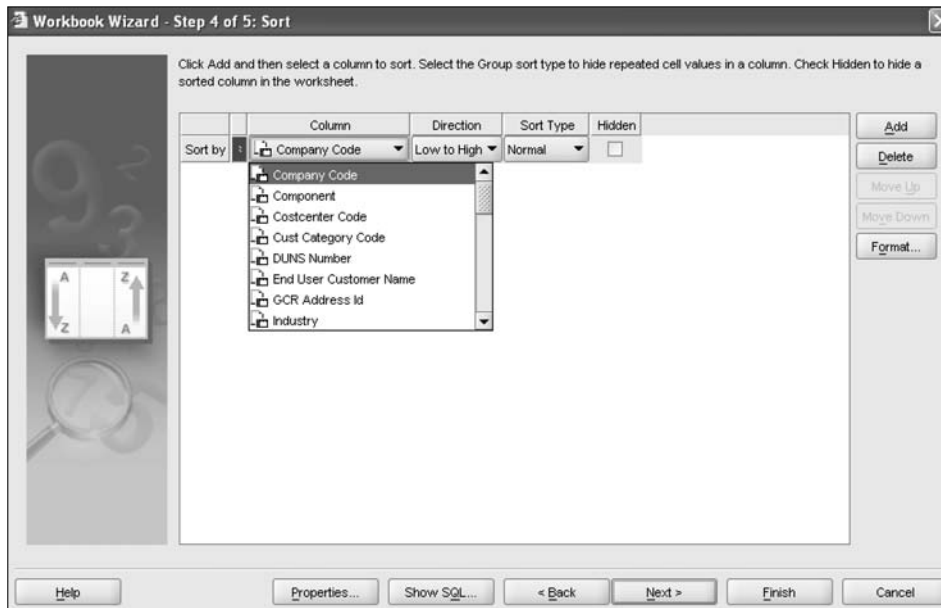 Workbook Wizard - Step 4 of 5: Sort
Click Add and then select a column to sort. Select the Group sort type to hide repeated cell values in a column. Check Hidden to hide a
sorted column in the worksheet.
Column Direction Sort Type Hidden
Sort by Company Code Low to High Normal
Company Code
Component
Costcenter Code
Cust Category Code
DUNS Number
End User Customer Name
GCR Address Id
Industry
Add
Delete
Move Up
Move Down
Format...
9 2
3
7
A Z
Z A
Help Properties... Show SQL... < Back Next > Finish Cancel